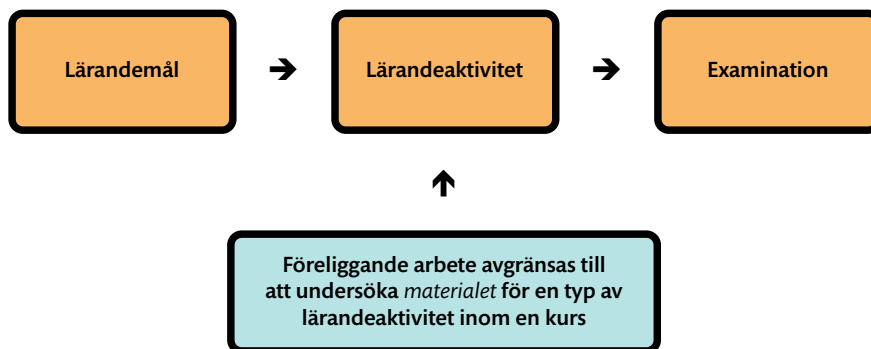 Lärandemål
Lärandeaktivitet
Examination
Föreliggande arbete avgränsas till
att undersöka materialet för en typ av
lärandeaktivitet inom en kurs